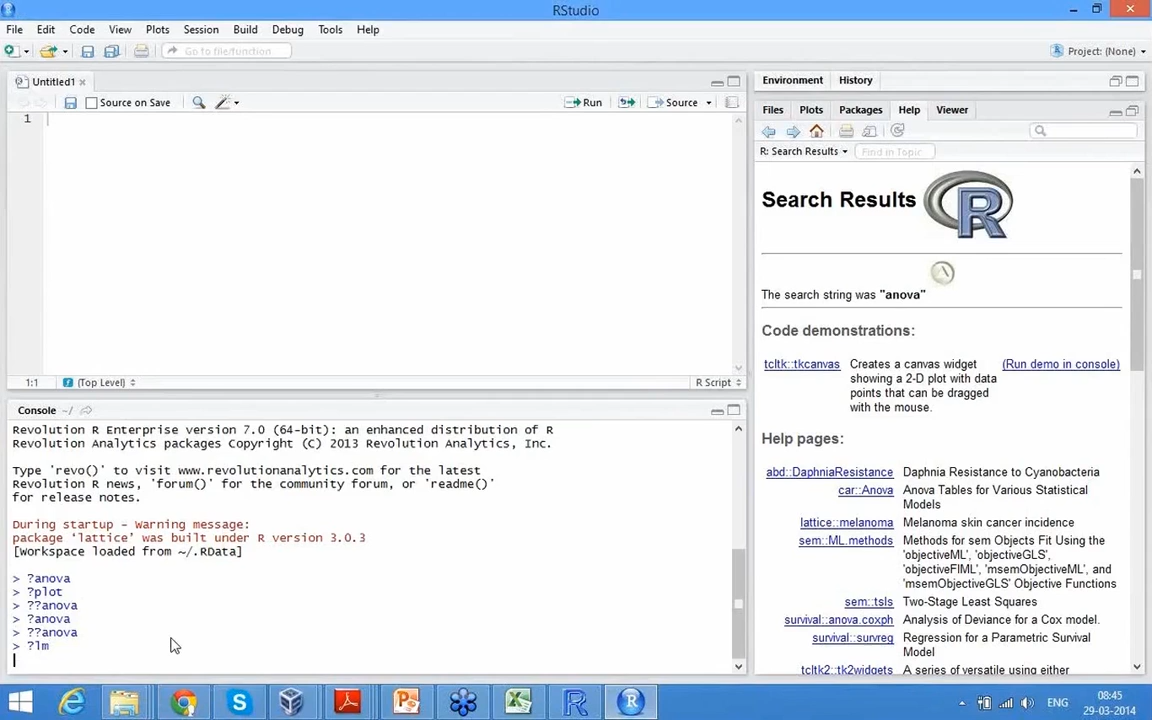 RStudio
File Edit Code View Plots Session Build Debug Tools Help
Go to file/function
Project: (None)
Untitled1
Source on Save
Run
Source
1
1:1
(Top Level)
R Script
Console ~/
Revolution R Enterprise version 7.0 (64-bit): an enhanced distribution of R
Revolution Analytics packages Copyright (C) 2013 Revolution Analytics, Inc.
Type 'revo()' to visit www.revolutionanalytics.com for the latest
Revolution R news, 'forum()' for the community forum, or 'readme()'
for release notes.
During startup - Warning message:
package ‘lattice’ was built under R version 3.0.3
[Workspace loaded from ~/.RData]
> ?anova
> ?plot
> ??anova
> ?anova
> ??anova
> ?lm
Environment History
Files Plots Packages Help Viewer
R: Search Results
Find in Topic
Search Results
R
The search string was "anova"
Code demonstrations:
tcltk::tkcanvas Creates a canvas widget (Run demo in console)
showing a 2-D plot with data
points that can be dragged
with the mouse.
Help pages:
abd::DaphniaResistance Daphnia Resistance to Cyanobacteria
car::Anova Anova Tables for Various Statistical
Models
lattice::melanoma Melanoma skin cancer incidence
sem::ML.methods Methods for sem Objects Fit Using the
'objectiveML', 'objectiveGLS',
'objectiveFIML', 'msemObjectiveML', and
'msemObjectiveGLS' Objective Functions
sem::tsls Two-Stage Least Squares
survival::anova.coxph Analysis of Deviance for a Cox model.
survival::survreg Regression for a Parametric Survival
Model
tcltk2::tk2widgets A series of versatile using either
ENG
08:45
29-03-2014